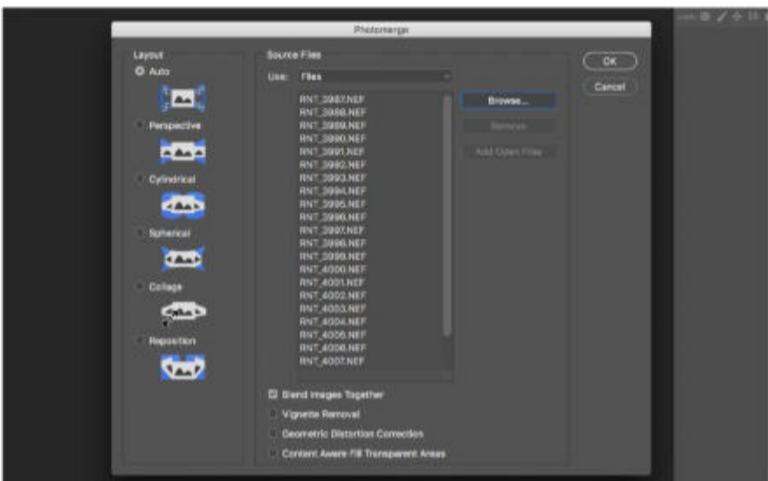 Photomerge
Layout
Auto
Perspective
Cylindrical
Spherical
Collage
Reposition
Source Files
Use: Files
RNT_3987.NEF
RNT_3988.NEF
RNT_3989.NEF
RNT_3990.NEF
RNT_3991.NEF
RNT_3992.NEF
RNT_3993.NEF
RNT_3994.NEF
RNT_3995.NEF
RNT_3996.NEF
RNT_3997.NEF
RNT_3998.NEF
RNT_3999.NEF
RNT_4000.NEF
RNT_4001.NEF
RNT_4002.NEF
RNT_4003.NEF
RNT_4004.NEF
RNT_4005.NEF
RNT_4006.NEF
RNT_4007.NEF
Browse...
Remove
Add Open Files
Blend Images Together
Vignette Removal
Geometric Distortion Correction
Content Aware Fill Transparent Areas
OK
Cancel